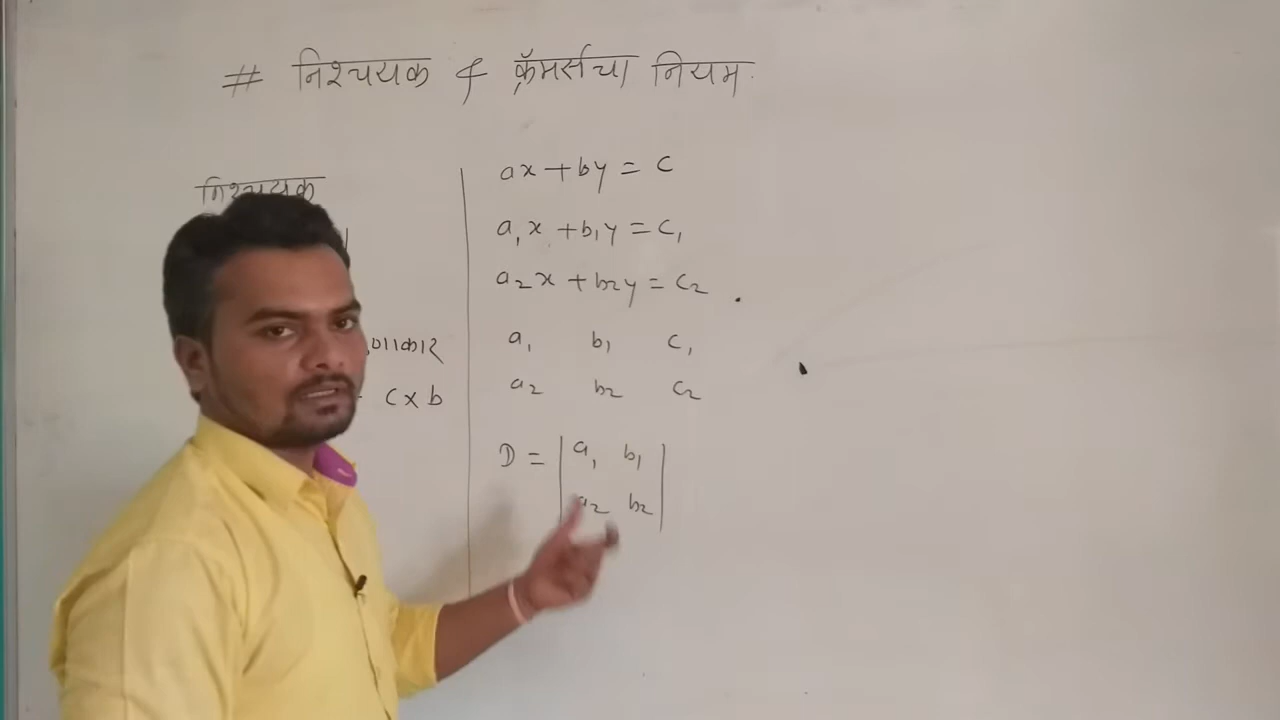 # निश्चयक & क्रॅमर्सचा नियम
निश्चयक
c x b
ax + by = c
a₁x + b₁y = c₁
a₂x + b₂y = c₂
a₁ b₁ c₁
a₂ b₂ c₂
D = | a₁ b₁ |
| a₂ b₂ |